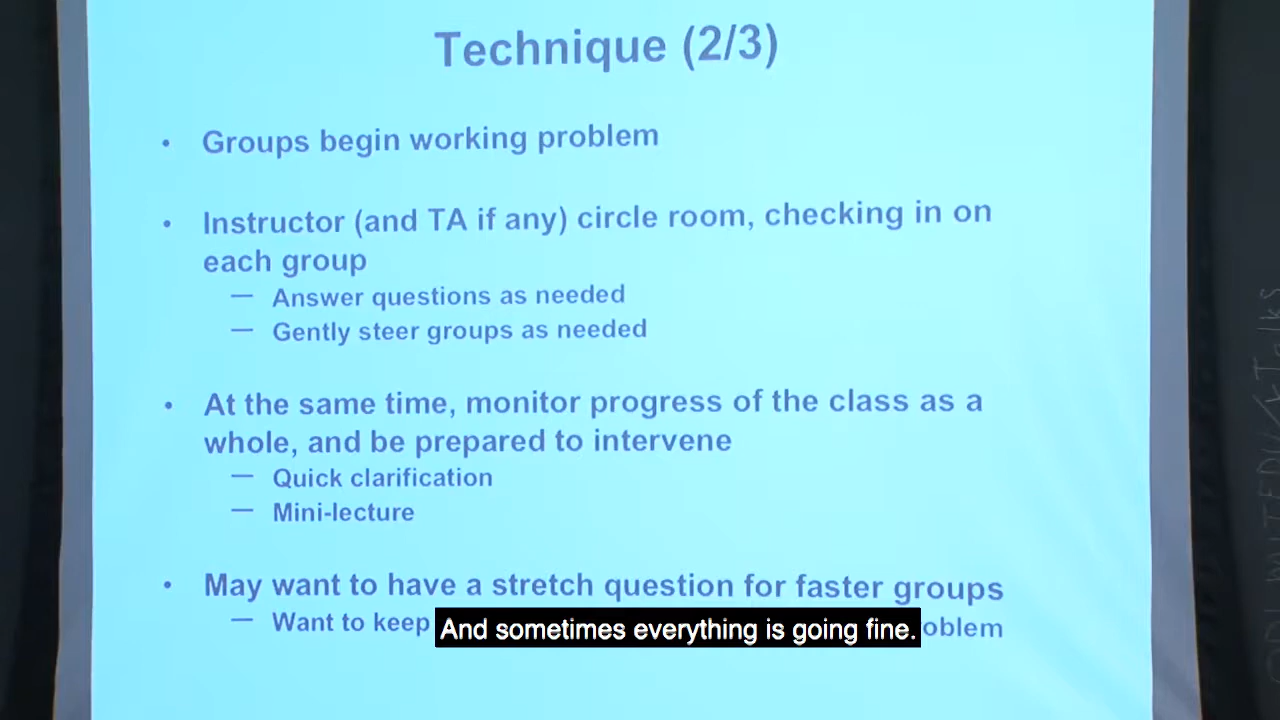 Technique (2/3)
• Groups begin working problem
• Instructor (and TA if any) circle room, checking in on
each group
— Answer questions as needed
— Gently steer groups as needed
• At the same time, monitor progress of the class as a
whole, and be prepared to intervene
— Quick clarification
— Mini-lecture
• May want to have a stretch question for faster groups
— Want to keep
And sometimes everything is going fine.